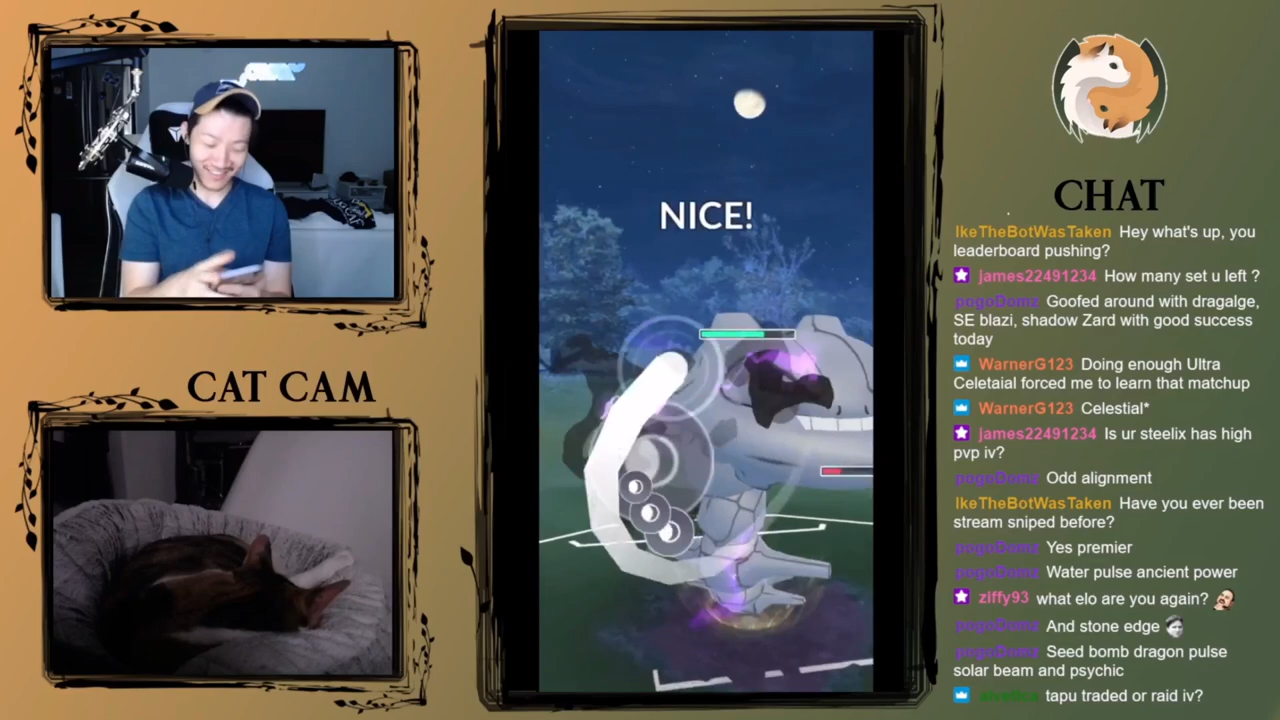 NICE!
CAT CAM
CHAT
IkeTheBotWasTaken Hey what's up, you
leaderboard pushing?
james22491234 How many set u left ?
pogoDomz Goofed around with dragalge,
SE blazi, shadow Zard with good success
today
WarnerG123 Doing enough Ultra
Celetaial forced me to learn that matchup
WarnerG123 Celestial*
james22491234 Is ur steelix has high
pvp iv?
pogoDomz Odd alignment
IkeTheBotWasTaken Have you ever been
stream sniped before?
pogoDomz Yes premier
pogoDomz Water pulse ancient power
ziffy93 what elo are you again?
pogoDomz And stone edge
pogoDomz Seed bomb dragon pulse
solar beam and psychic
tapu traded or raid iv?